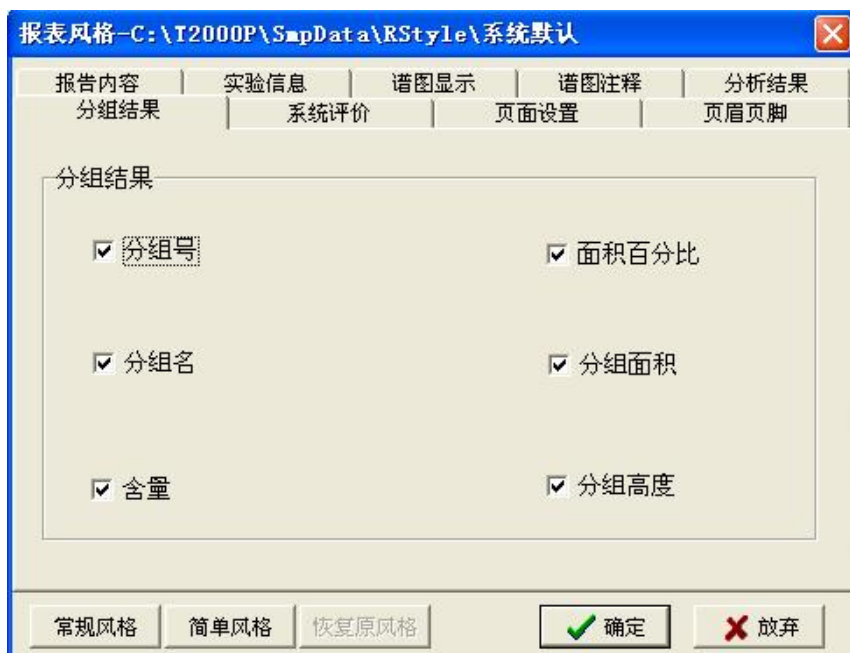 报表风格-C:\T2000P\SmpData\RStyle\系统默认
报告内容 实验信息 谱图显示 谱图注释 分析结果
分组结果 系统评价 页面设置 页眉页脚
分组结果
分组号 面积百分比
分组名 分组面积
含量 分组高度
常规风格 简单风格 恢复原风格 确定 放弃